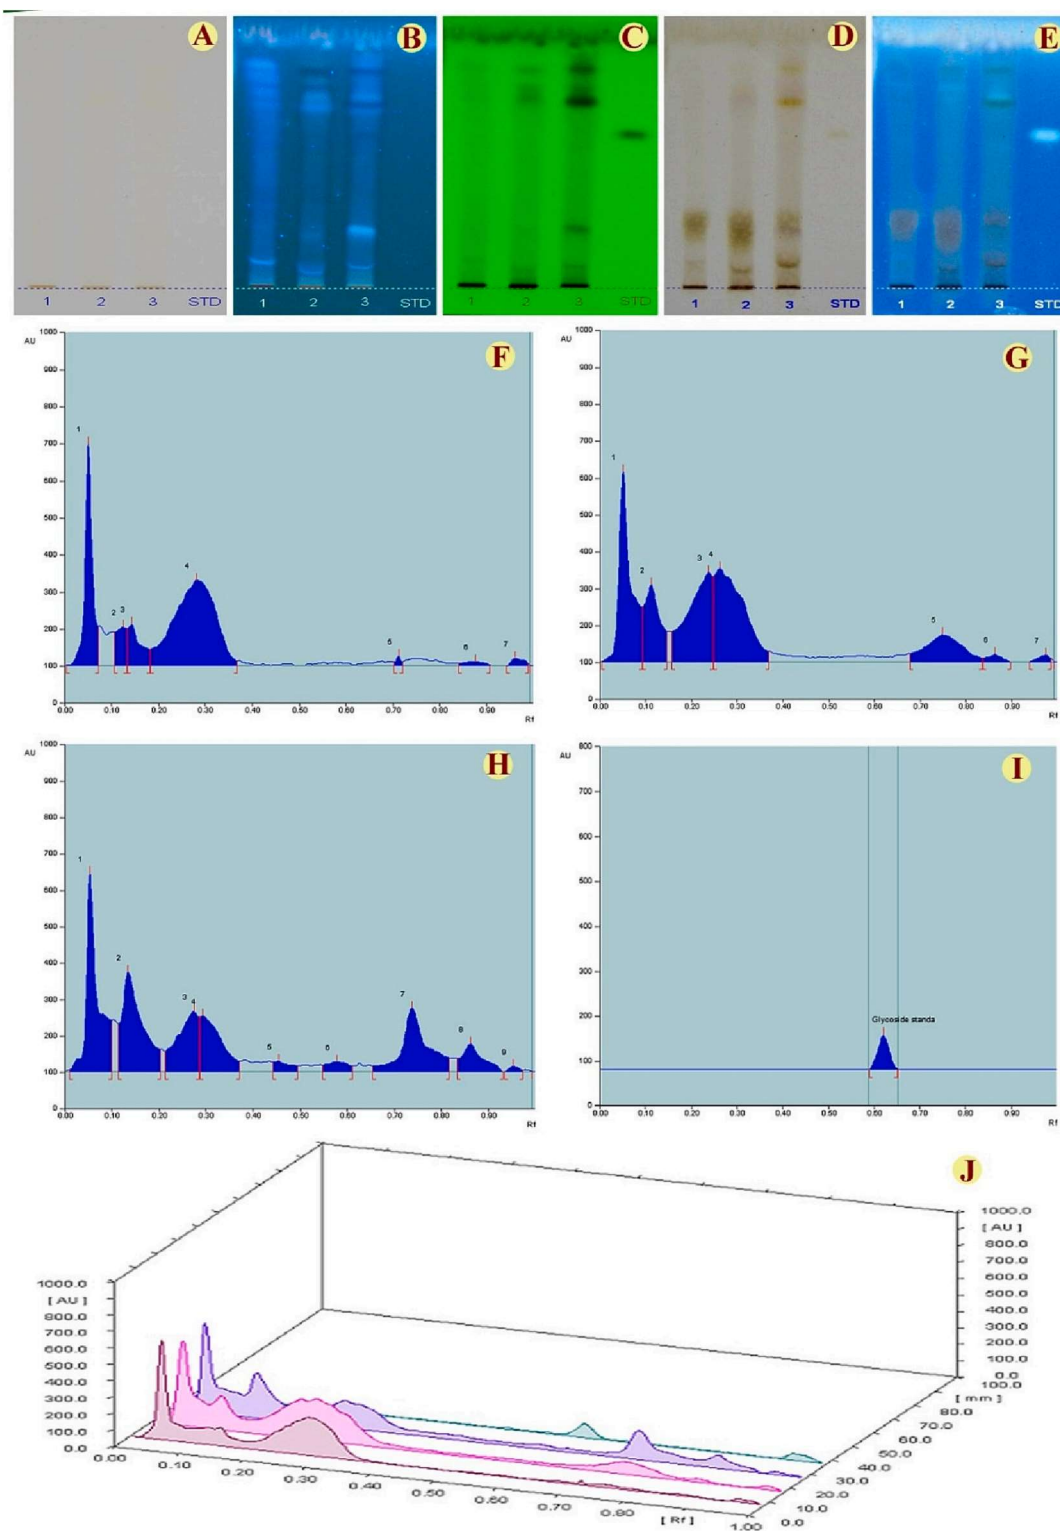 A
B
C
D
E
1 2 3 STD
1 2 3 STD
1 2 3 STD
1 2 3 STD
1 2 3 STD
F
AU
1000
900
800
700
600
500
400
300
200
100
0
1
2
3
4
5
6
7
0.00 0.10 0.20 0.30 0.40 0.50 0.60 0.70 0.80 0.90
Rf
G
AU
1000
900
800
700
600
500
400
300
200
100
0
1
2
3
4
5
6
7
0.00 0.10 0.20 0.30 0.40 0.50 0.60 0.70 0.80 0.90
Rf
H
AU
1000
900
800
700
600
500
400
300
200
100
0
1
2
3
4
5
6
7
8
9
0.00 0.10 0.20 0.30 0.40 0.50 0.60 0.70 0.80 0.90
Rf
I
AU
800
700
600
500
400
300
200
100
0
Glycoside standa
0.00 0.10 0.20 0.30 0.40 0.50 0.60 0.70 0.80 0.90
Rf
J
1000.0
[ AU ]
800.0
700.0
600.0
500.0
400.0
300.0
200.0
100.0
0.0
0.00 0.10 0.20 0.30 0.40 0.50 0.60 0.70 0.80 [ Rf ] 1.00
1000.0
[ AU ]
800.0
700.0
600.0
500.0
400.0
300.0
200.0
100.0
0.0
100.0
[ mm ]
80.0
70.0
60.0
50.0
40.0
30.0
20.0
10.0
0.0